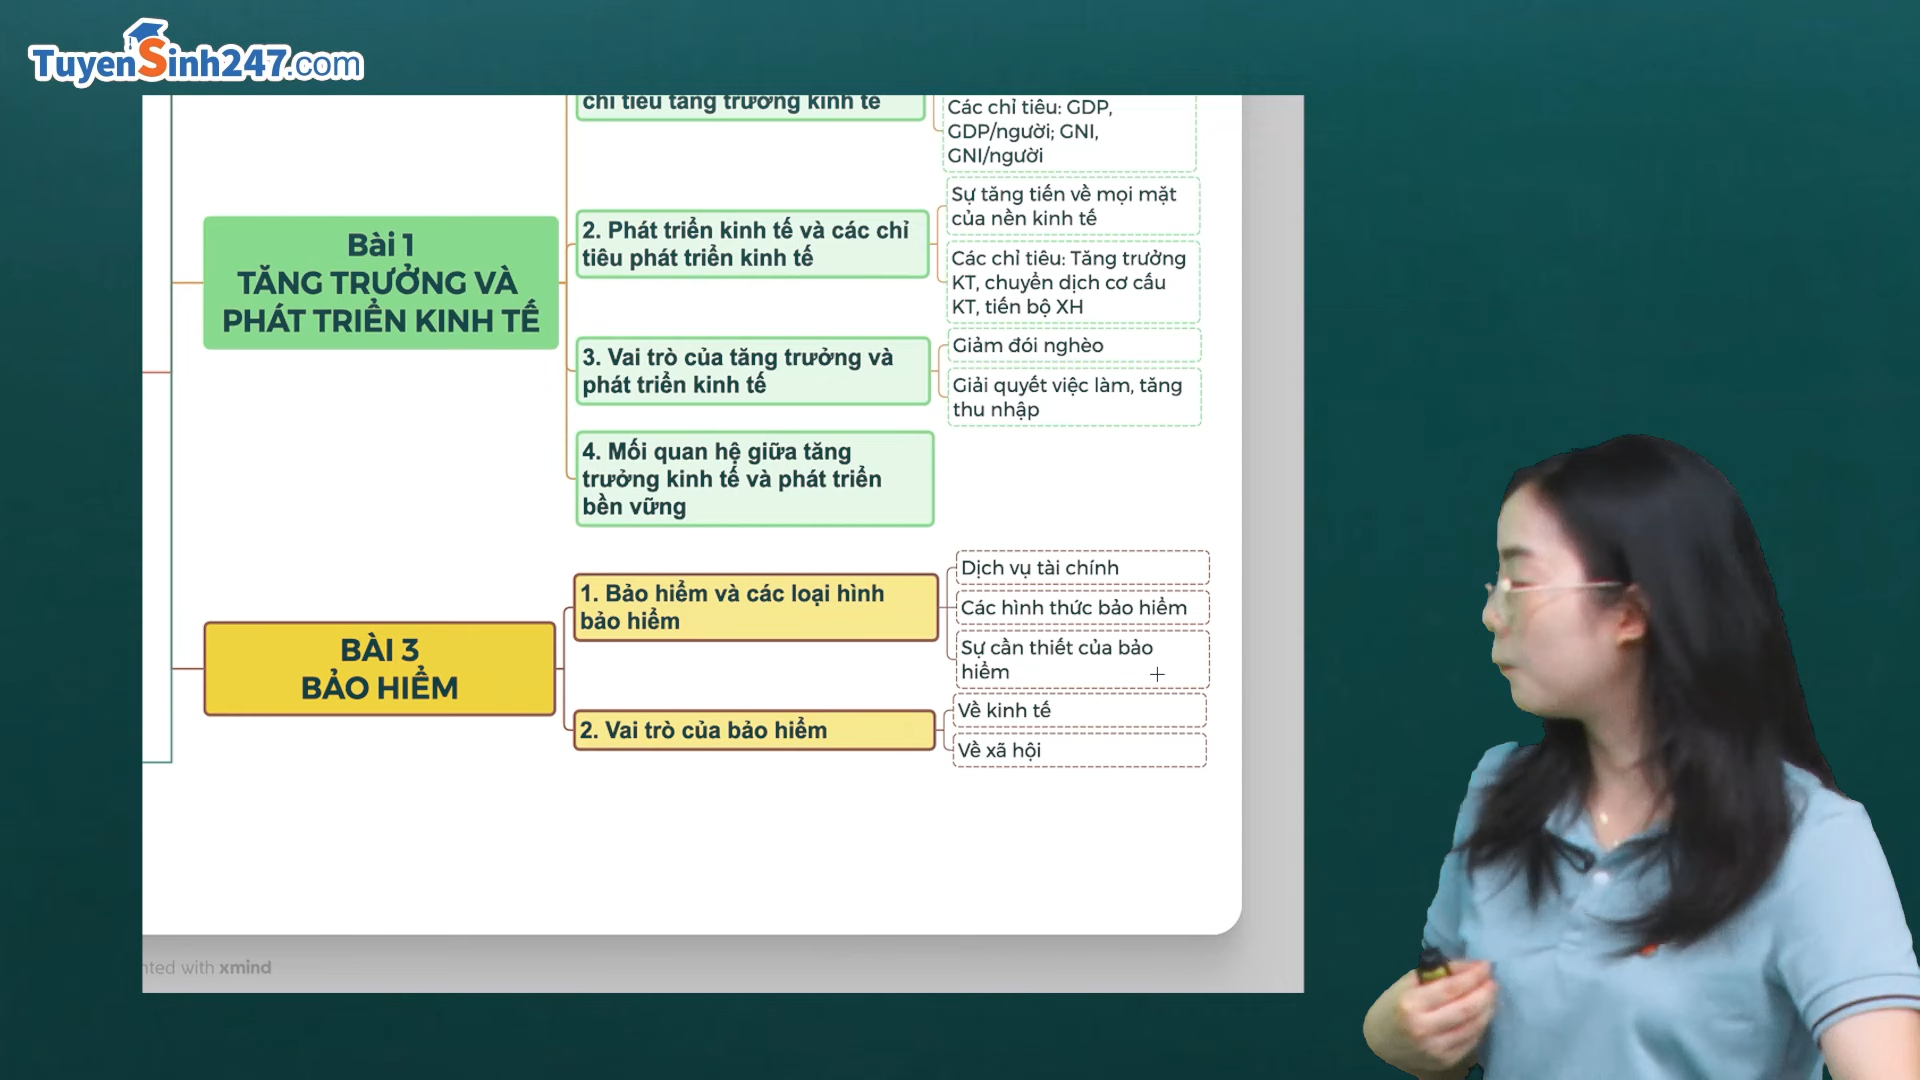 TuyenSinh247.com
chỉ tiêu tăng trưởng kinh tế
Các chỉ tiêu: GDP,
GDP/người; GNI,
GNI/người
Bài 1
TĂNG TRƯỞNG VÀ
PHÁT TRIỂN KINH TẾ
2. Phát triển kinh tế và các chỉ
tiêu phát triển kinh tế
Sự tăng tiến về mọi mặt
của nền kinh tế
Các chỉ tiêu: Tăng trưởng
KT, chuyển dịch cơ cấu
KT, tiến bộ XH
3. Vai trò của tăng trưởng và
phát triển kinh tế
Giảm đói nghèo
Giải quyết việc làm, tăng
thu nhập
4. Mối quan hệ giữa tăng
trưởng kinh tế và phát triển
bền vững
BÀI 3
BẢO HIỂM
1. Bảo hiểm và các loại hình
bảo hiểm
Dịch vụ tài chính
Các hình thức bảo hiểm
Sự cần thiết của bảo
hiểm
2. Vai trò của bảo hiểm
Về kinh tế
Về xã hội
nted with xmind